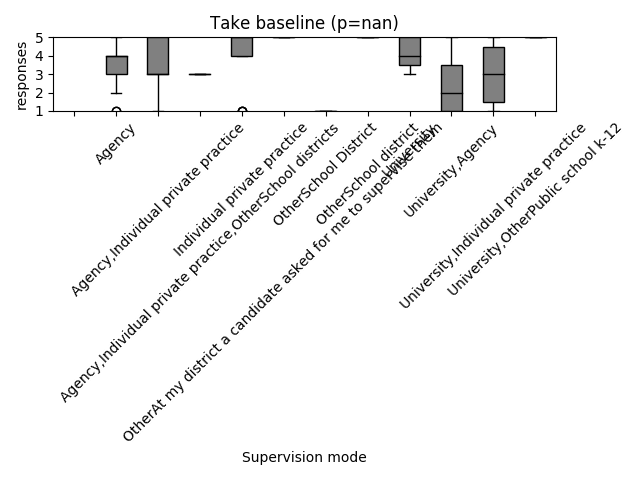 Take baseline (p=nan)
responses
5
4
3
2
1
Agency
Agency,Individual private practice
Agency,Individual private practice,OtherSchool districts
Individual private practice
OtherAt my district a candidate asked for me to supervise them
OtherSchool District
OtherSchool district
University
University,Agency
University,Individual private practice
University,OtherPublic school k-12
Supervision mode